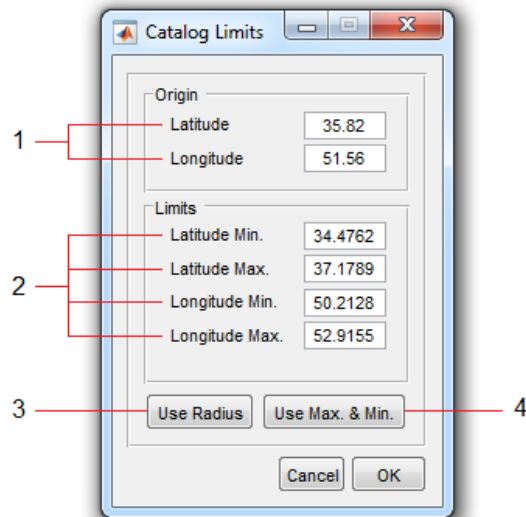 Catalog Limits
Origin
1
Latitude 35.82
Longitude 51.56
Limits
2
Latitude Min. 34.4762
Latitude Max. 37.1789
Longitude Min. 50.2128
Longitude Max. 52.9155
3 Use Radius Use Max. & Min. 4
Cancel OK